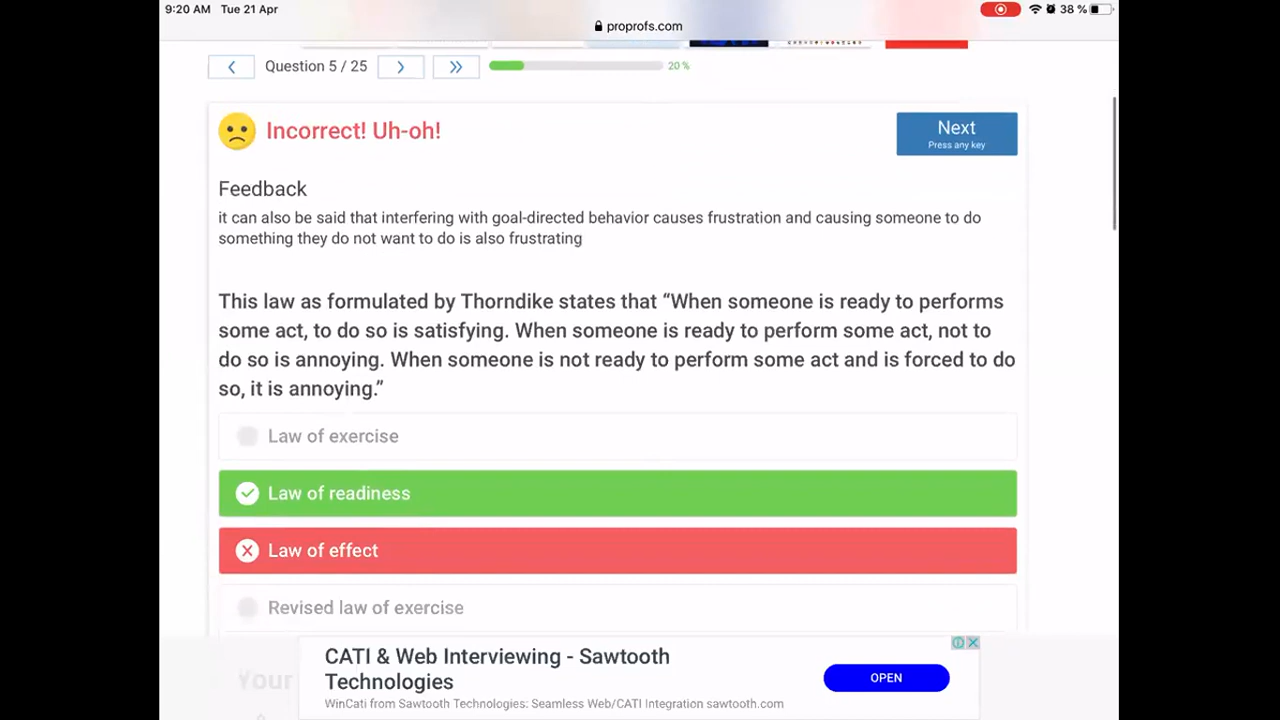 9:20 AM Tue 21 Apr 38 %
proprofs.com
Question 5 / 25 20 %
Incorrect! Uh-oh!
Next
Press any key
Feedback
it can also be said that interfering with goal-directed behavior causes frustration and causing someone to do
something they do not want to do is also frustrating
This law as formulated by Thorndike states that “When someone is ready to performs
some act, to do so is satisfying. When someone is ready to perform some act, not to
do so is annoying. When someone is not ready to perform some act and is forced to do
so, it is annoying.”
Law of exercise
Law of readiness
Law of effect
Revised law of exercise
Your
CATI & Web Interviewing - Sawtooth
Technologies
OPEN
WinCati from Sawtooth Technologies: Seamless Web/CATI Integration sawtooth.com